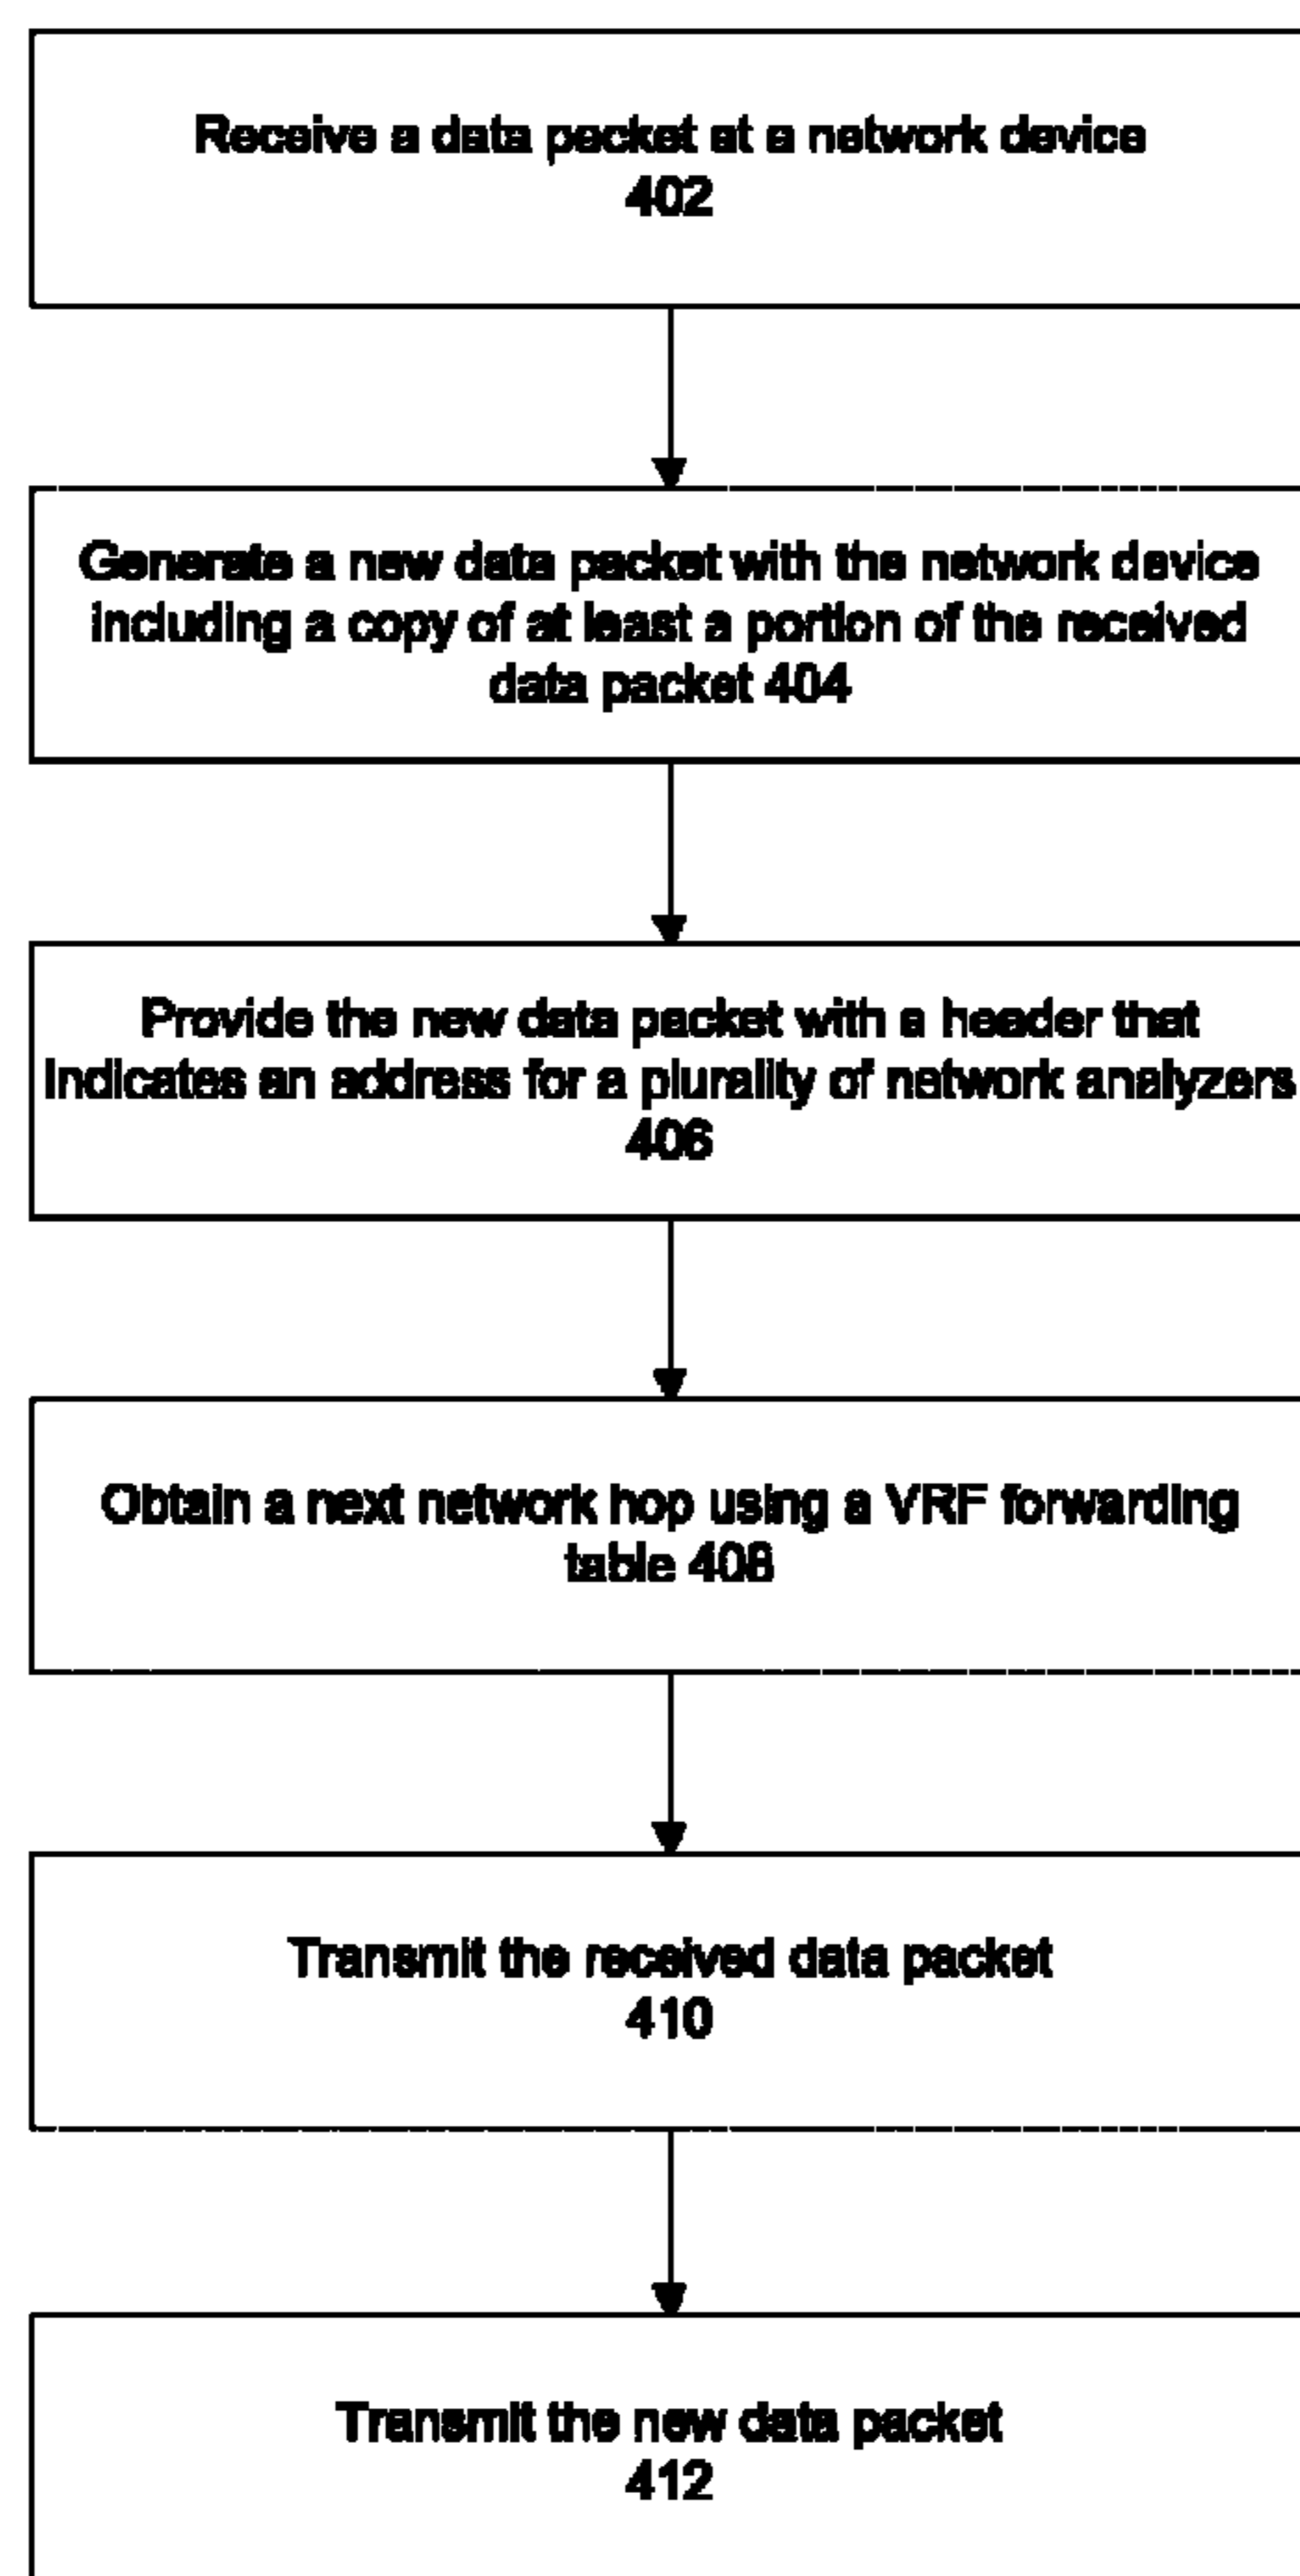 Receive a data packet at a network device
402
Generate a new data packet with the network device
including a copy of at least a portion of the received
data packet 404
Provide the new data packet with a header that
indicates an address for a plurality of network analyzers
406
Obtain a next network hop using a VRF forwarding
table 408
Transmit the received data packet
410
Transmit the new data packet
412